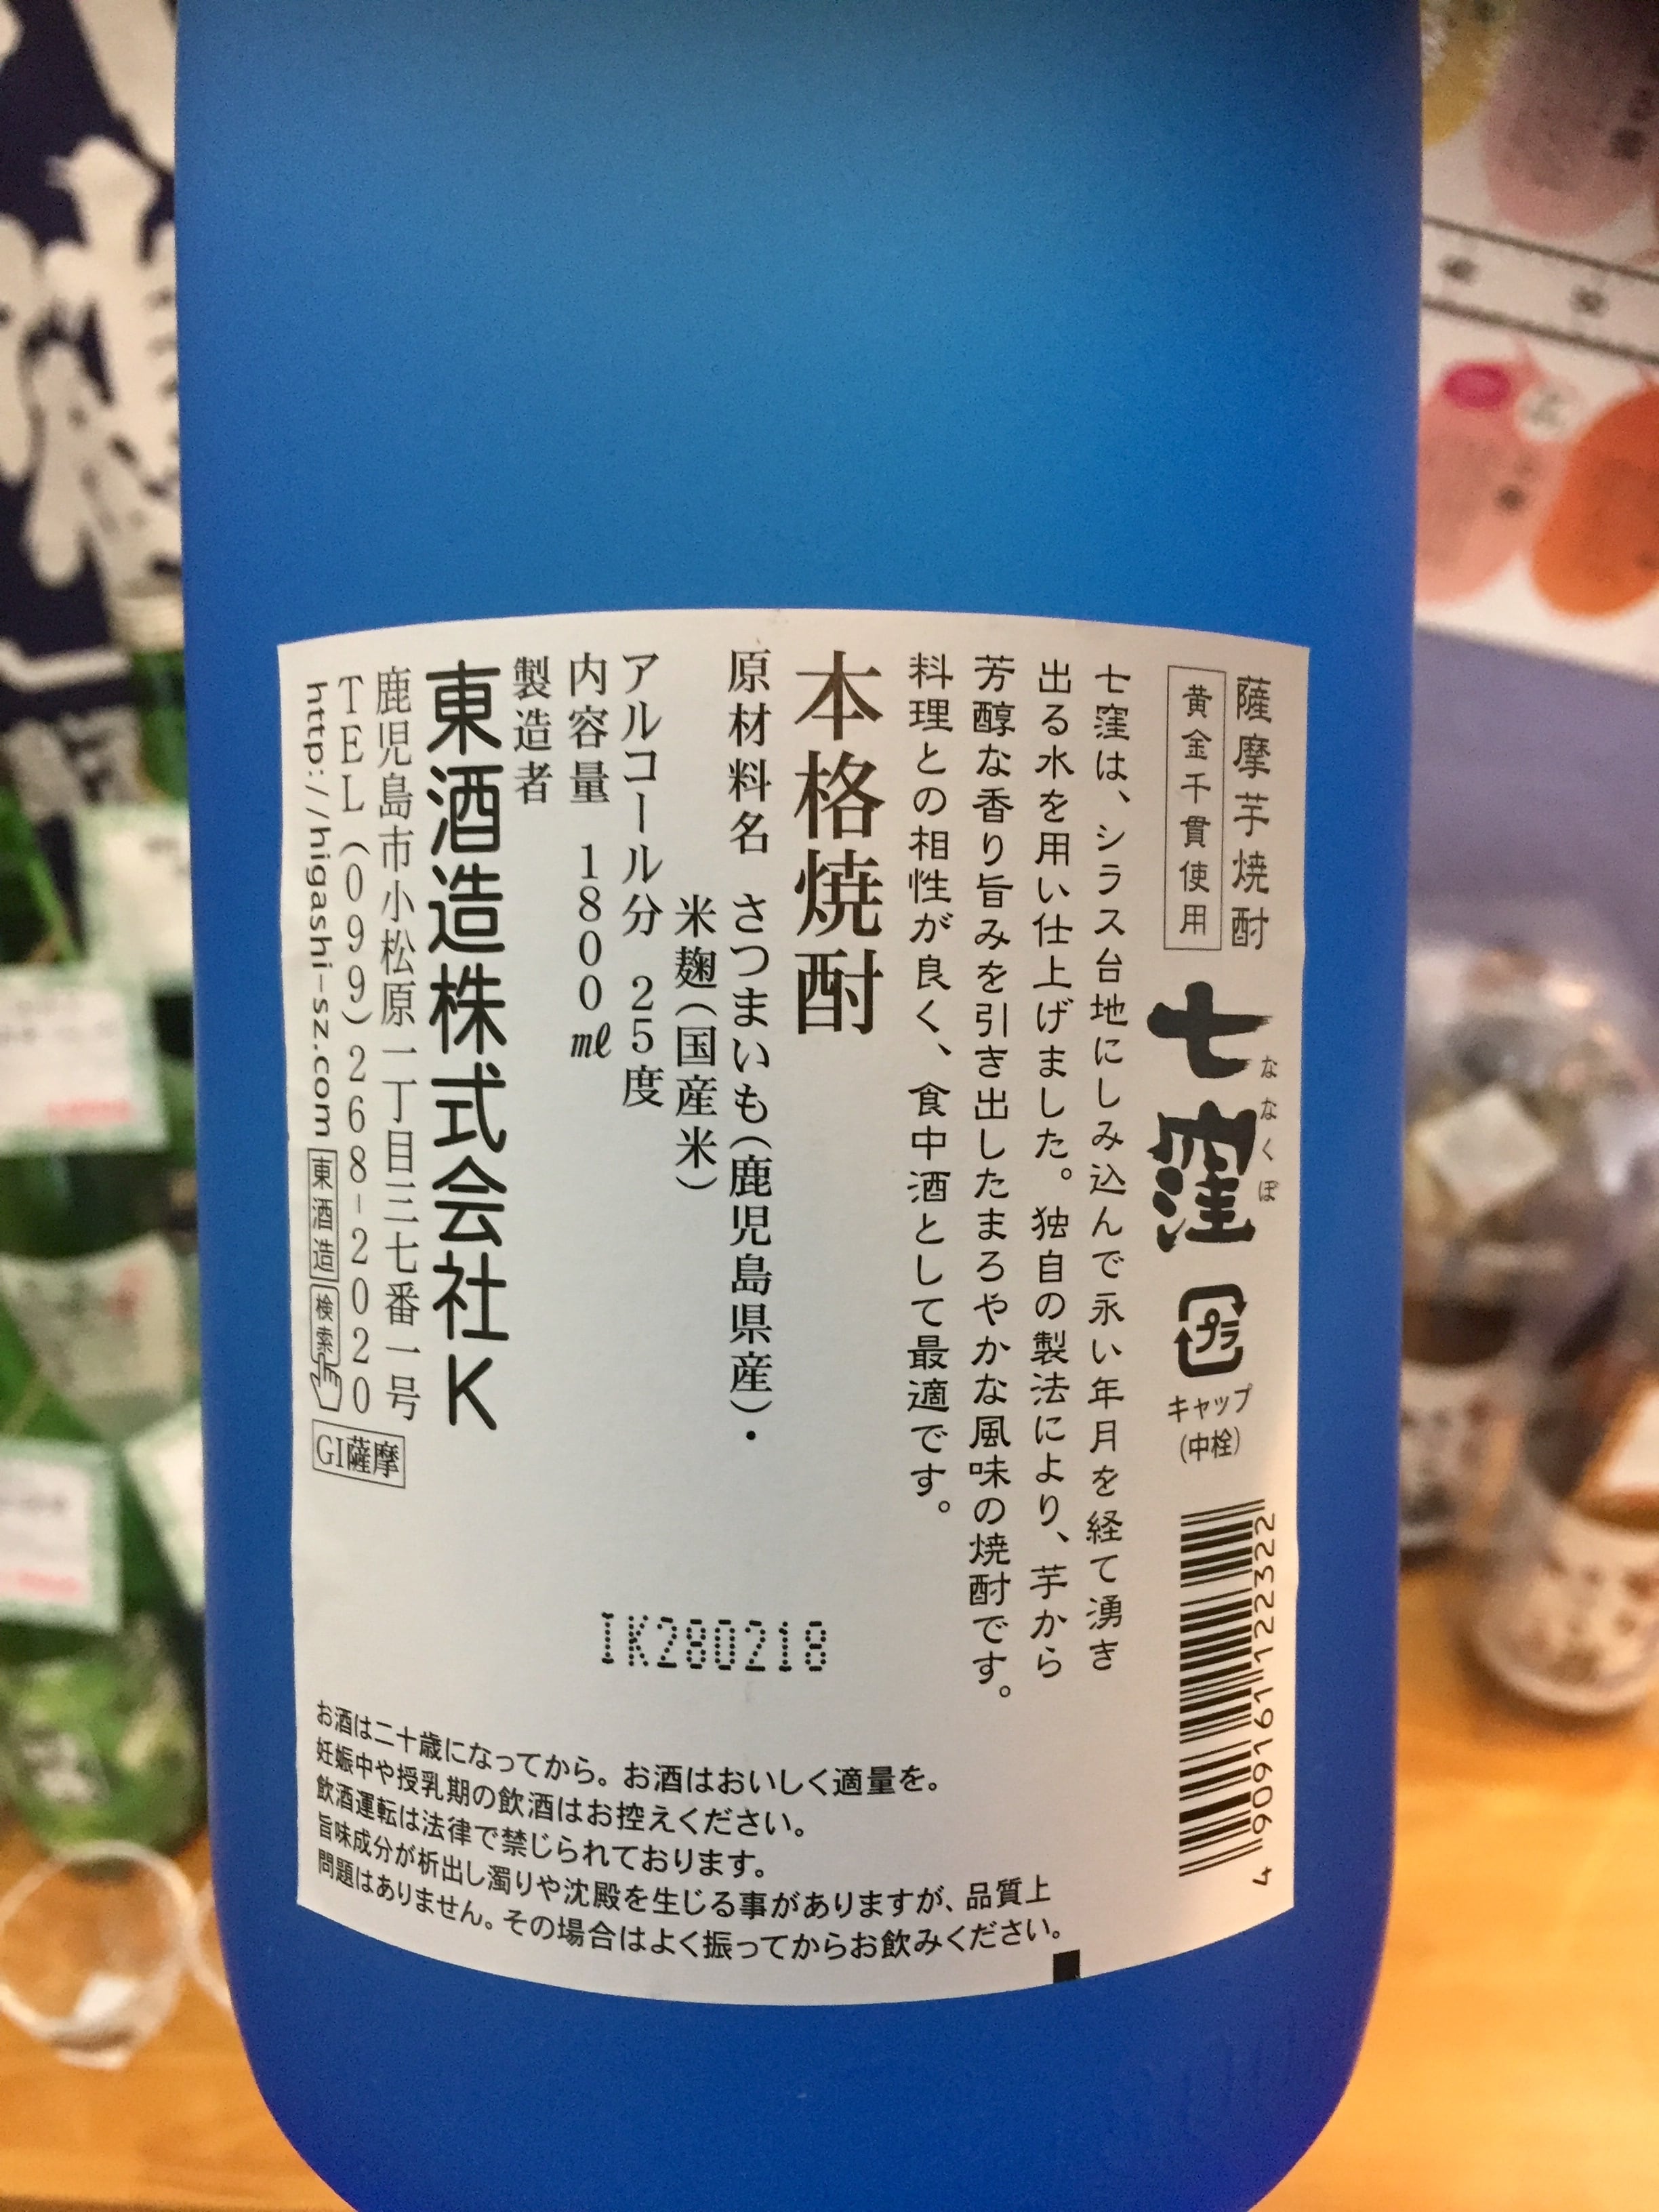 薩摩芋焼酎
黄金千貫使用
七窪
ななくぼ
プラ
キャップ
(中栓)
4 909161 122322
七窪は、シラス台地にしみ込んで永い年月を経て湧き
出る水を用い仕上げました。独自の製法により、芋から
芳醇な香り旨みを引き出したまろやかな風味の焼酎です。
料理との相性が良く、食中酒として最適です。
本格焼酎
原材料名 さつまいも(鹿児島県産)・
米麹(国産米)
アルコール分 25度
内容量 1800㎖
製造者
東酒造株式会社K
鹿児島市小松原一丁目三七番一号
TEL(099)268-2020
http://higashi-sz.com 東酒造 検索
GI薩摩
IK280218
お酒は二十歳になってから。お酒はおいしく適量を。
妊娠中や授乳期の飲酒はお控えください。
飲酒運転は法律で禁じられております。
旨味成分が析出し濁りや沈殿を生じる事がありますが、品質上
問題はありません。その場合はよく振ってからお飲みください。